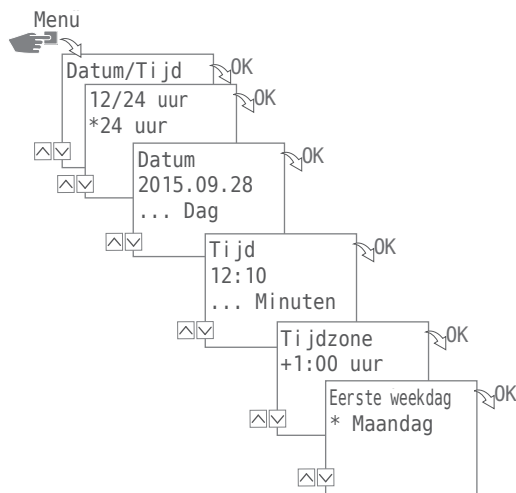 Menu
Datum/Tijd
OK
12/24 uur
*24 uur
OK
Datum
2015.09.28
... Dag
OK
Tijd
12:10
... Minuten
OK
Tijdzone
+1:00 uur
OK
Eerste weekdag
* Maandag
OK